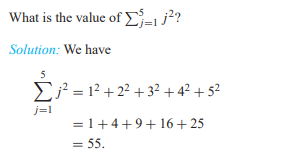 What is the value of ∑⁵ⱼ₌₁ j²?
Solution: We have
5
∑ j² = 1² + 2² + 3² + 4² + 5²
j=1
= 1 + 4 + 9 + 16 + 25
= 55.